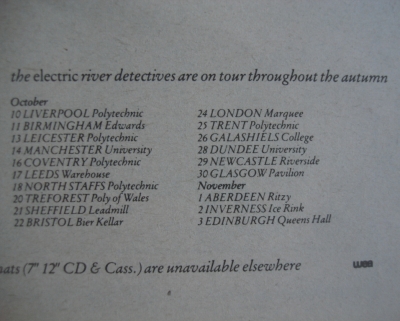 the electric river detectives are on tour throughout the autumn
October
10 LIVERPOOL Polytechnic
11 BIRMINGHAM Edwards
13 LEICESTER Polytechnic
14 MANCHESTER University
16 COVENTRY Polytechnic
17 LEEDS Warehouse
18 NORTH STAFFS Polytechnic
20 TREFOREST Poly of Wales
21 SHEFFIELD Leadmill
22 BRISTOL Bier Kellar
24 LONDON Marquee
25 TRENT Polytechnic
26 GALASHIELS College
28 DUNDEE University
29 NEWCASTLE Riverside
30 GLASGOW Pavilion
November
1 ABERDEEN Ritzy
2 INVERNESS Ice Rink
3 EDINBURGH Queens Hall
nats (7" 12" CD & Cass.) are unavailable elsewhere
wea